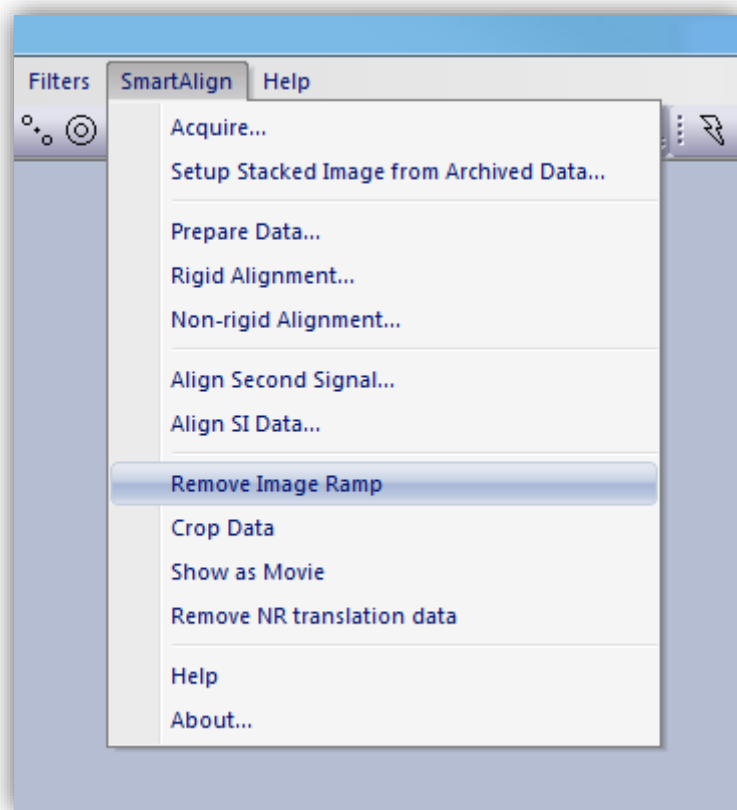 Filters SmartAlign Help
Acquire...
Setup Stacked Image from Archived Data...
Prepare Data...
Rigid Alignment...
Non-rigid Alignment...
Align Second Signal...
Align SI Data...
Remove Image Ramp
Crop Data
Show as Movie
Remove NR translation data
Help
About...